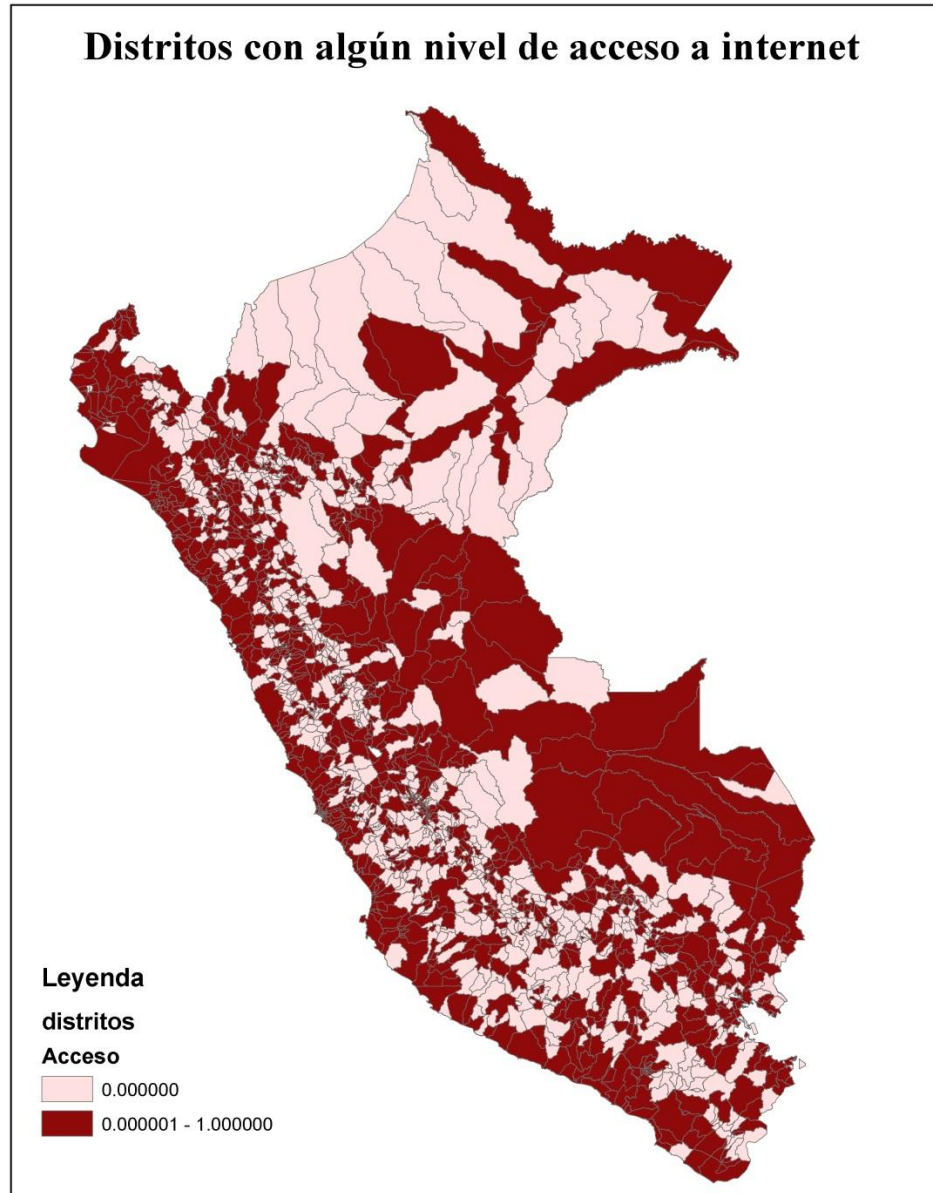 Distritos con algún nivel de acceso a internet
Leyenda
distritos
Acceso
0.000000
0.000001 - 1.000000